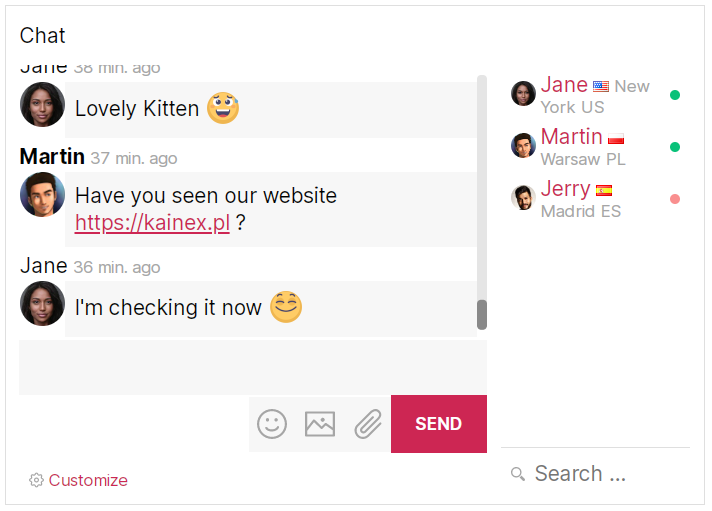 Chat
Jane 38 min. ago
Lovely Kitten
Martin 37 min. ago
Have you seen our website
https://kainex.pl ?
Jane 36 min. ago
I'm checking it now
SEND
Customize
Jane New
York US
Martin
Warsaw PL
Jerry
Madrid ES
Search ...